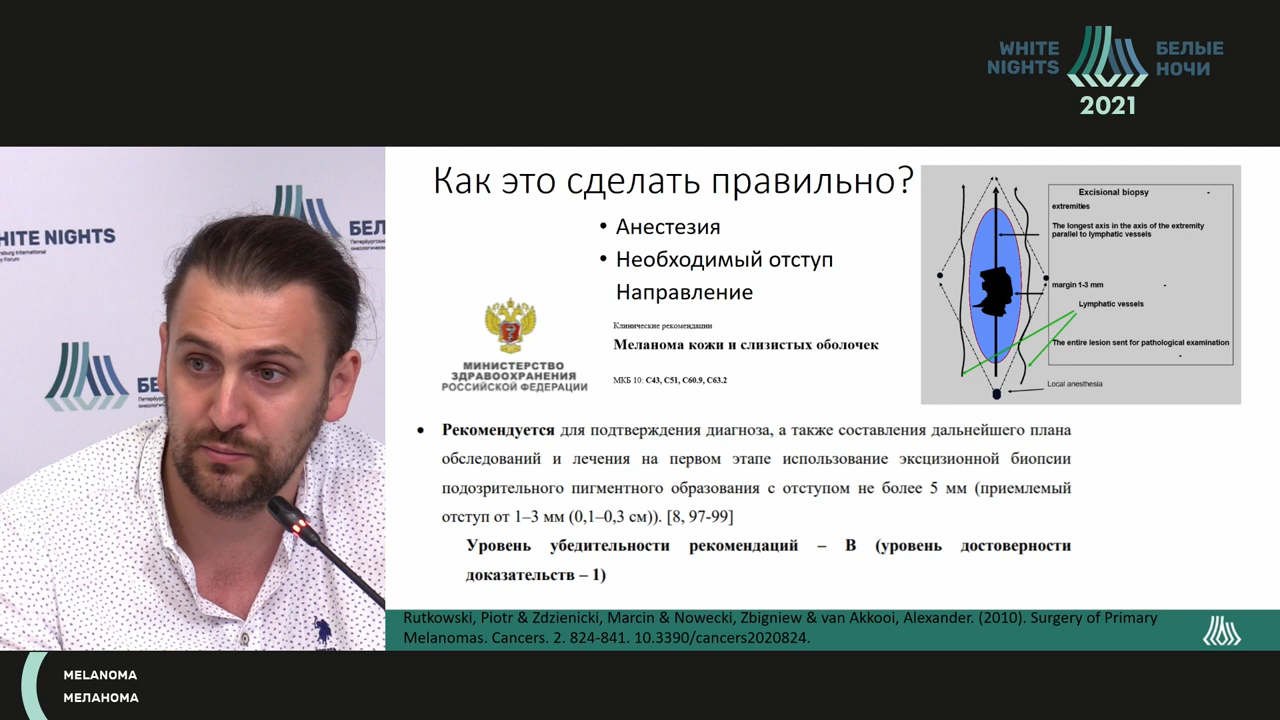 WHITE
NIGHTS
БЕЛЫЕ
НОЧИ
2021
HITE NIGHTS
БЕЛ
Как это сделать правильно?
• Анестезия
• Необходимый отступ
Направление
МИНИСТЕРСТВО
ЗДРАВООХРАНЕНИЯ
РОССИЙСКОЙ ФЕДЕРАЦИИ
Клинические рекомендации
Меланома кожи и слизистых оболочек
МКБ 10: C43, C51, C60.9, C63.2
Excisional biopsy
extremities
The longest axis in the axis of the extremity
parallel to lymphatic vessels
margin 1-3 mm
Lymphatic vessels
The entire lesion sent for pathological examination
Local anesthesia
• Рекомендуется для подтверждения диагноза, а также составления дальнейшего плана
обследований и лечения на первом этапе использование эксцизионной биопсии
подозрительного пигментного образования с отступом не более 5 мм (приемлемый
отступ от 1–3 мм (0,1–0,3 см)). [8, 97-99]
Уровень убедительности рекомендаций – B (уровень достоверности
доказательств – 1)
Rutkowski, Piotr & Zdzienicki, Marcin & Nowecki, Zbigniew & van Akkooi, Alexander. (2010). Surgery of Primary
Melanomas. Cancers. 2. 824-841. 10.3390/cancers2020824.
MELANOMA
МЕЛАНОМА